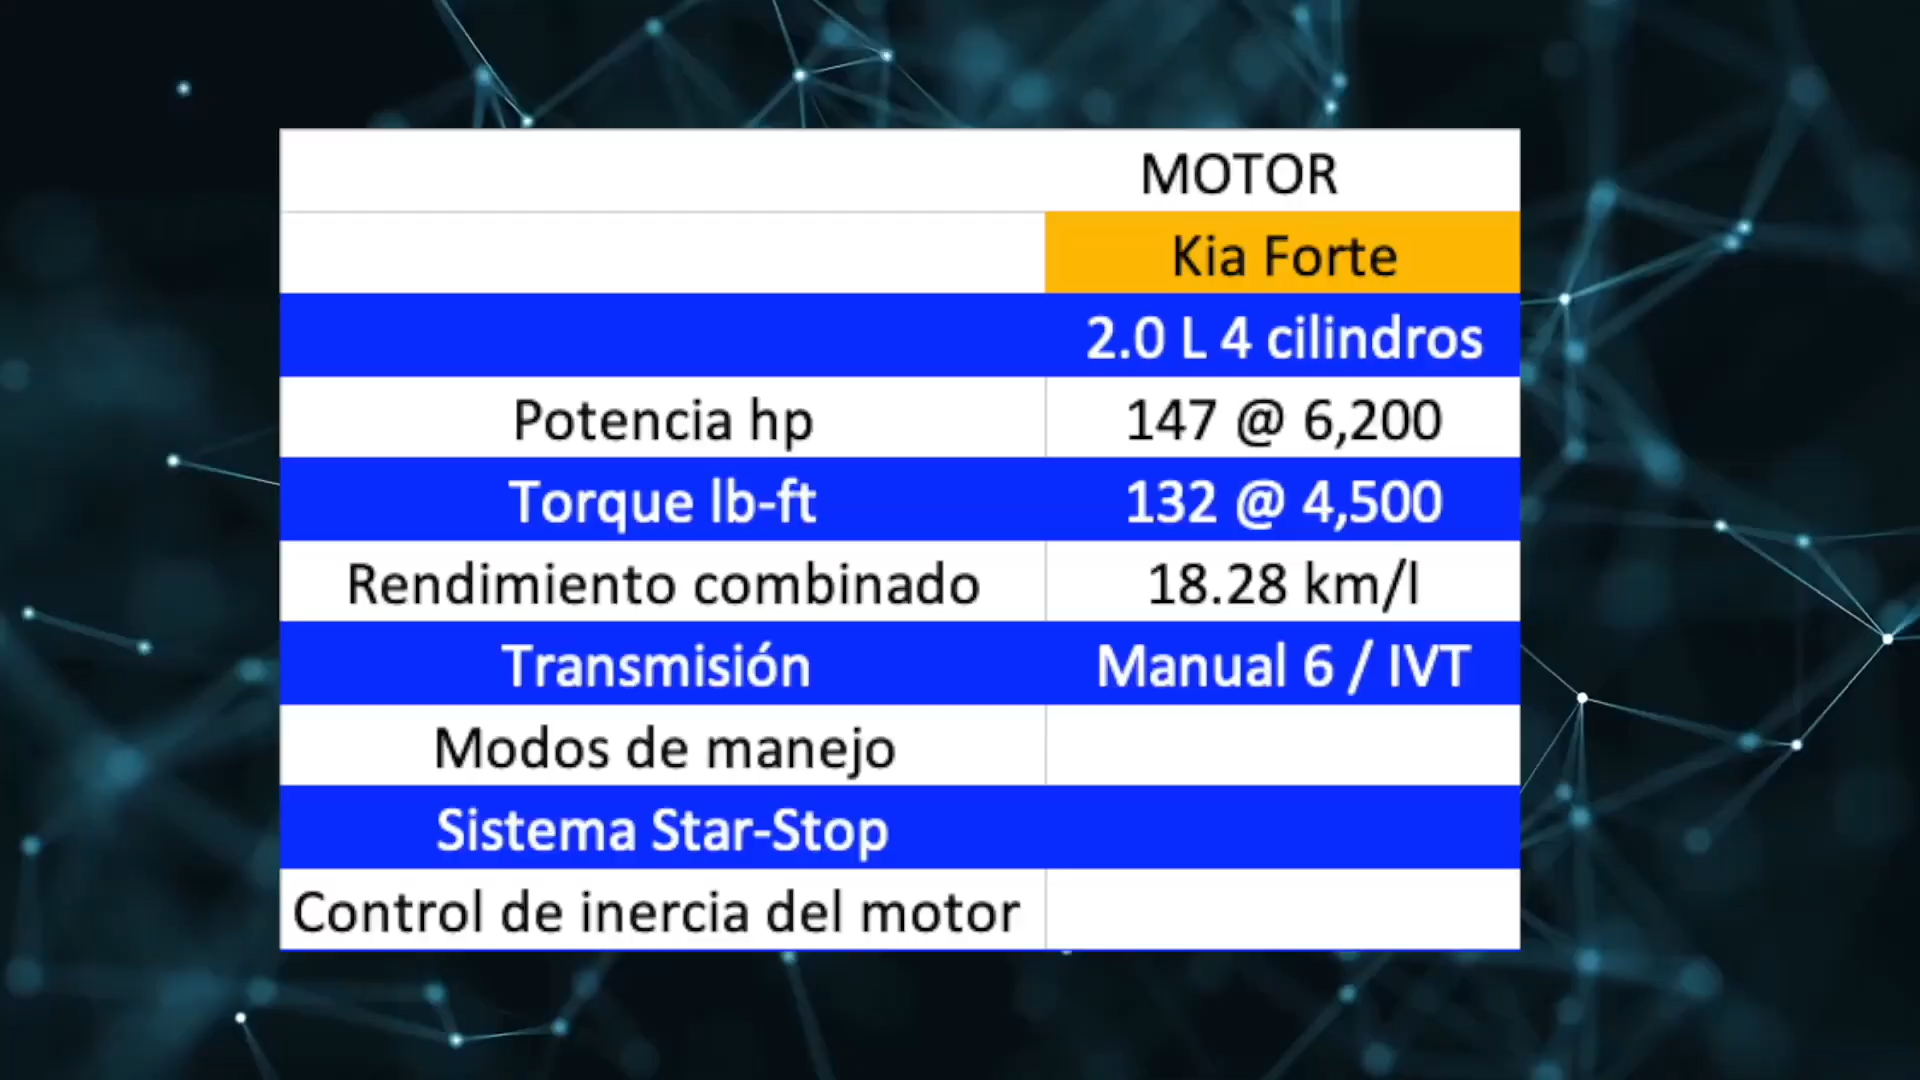 MOTOR
Kia Forte
2.0 L 4 cilindros
Potencia hp 147 @ 6,200
Torque lb-ft 132 @ 4,500
Rendimiento combinado 18.28 km/l
Transmisión Manual 6 / IVT
Modos de manejo
Sistema Star-Stop
Control de inercia del motor